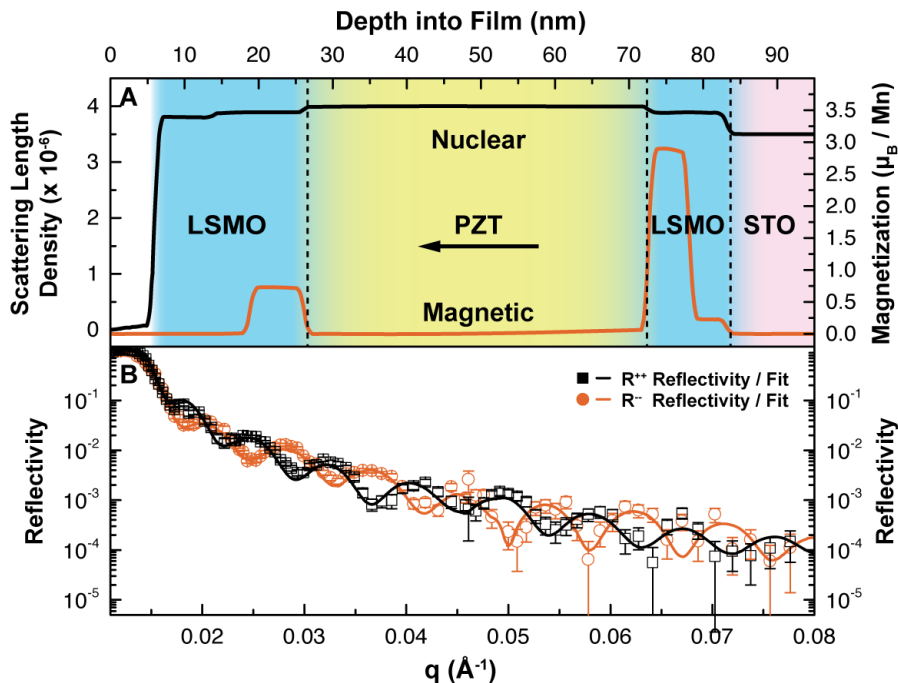 Depth into Film (nm)
0 10 20 30 40 50 60 70 80 90
A
Scattering Length
Density (x 10⁻⁶)
4
3
2
1
0
Nuclear
LSMO
PZT
LSMO
STO
Magnetic
3.5
3.0
2.5
2.0
1.5
1.0
0.5
0.0
Magnetization (μ_B / Mn)
B
R⁺⁺ Reflectivity / Fit
R⁻⁻ Reflectivity / Fit
Reflectivity
10⁻¹
10⁻²
10⁻³
10⁻⁴
10⁻⁵
10⁻¹
10⁻²
10⁻³
10⁻⁴
10⁻⁵
Reflectivity
0.02 0.03 0.04 0.05 0.06 0.07 0.08
q (Å⁻¹)